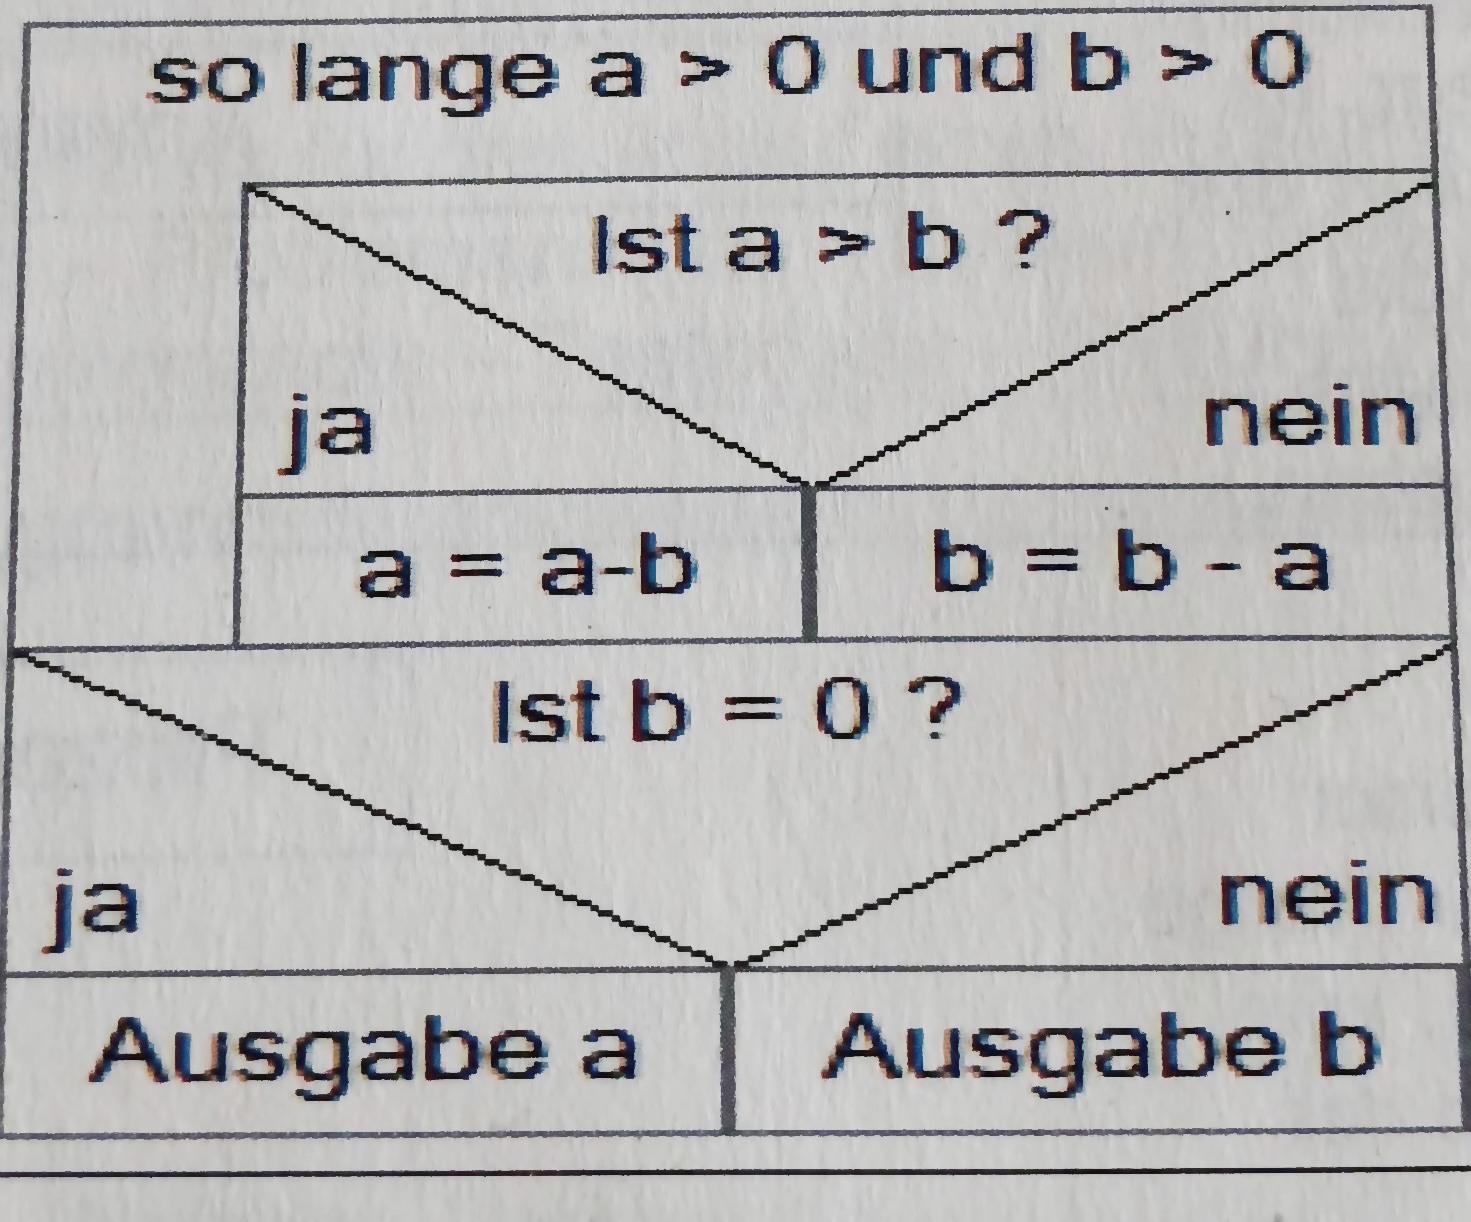 so lange a > 0 und b > 0
Ist a > b ?
ja
nein
a = a-b
b = b - a
Ist b = 0 ?
ja
nein
Ausgabe a
Ausgabe b